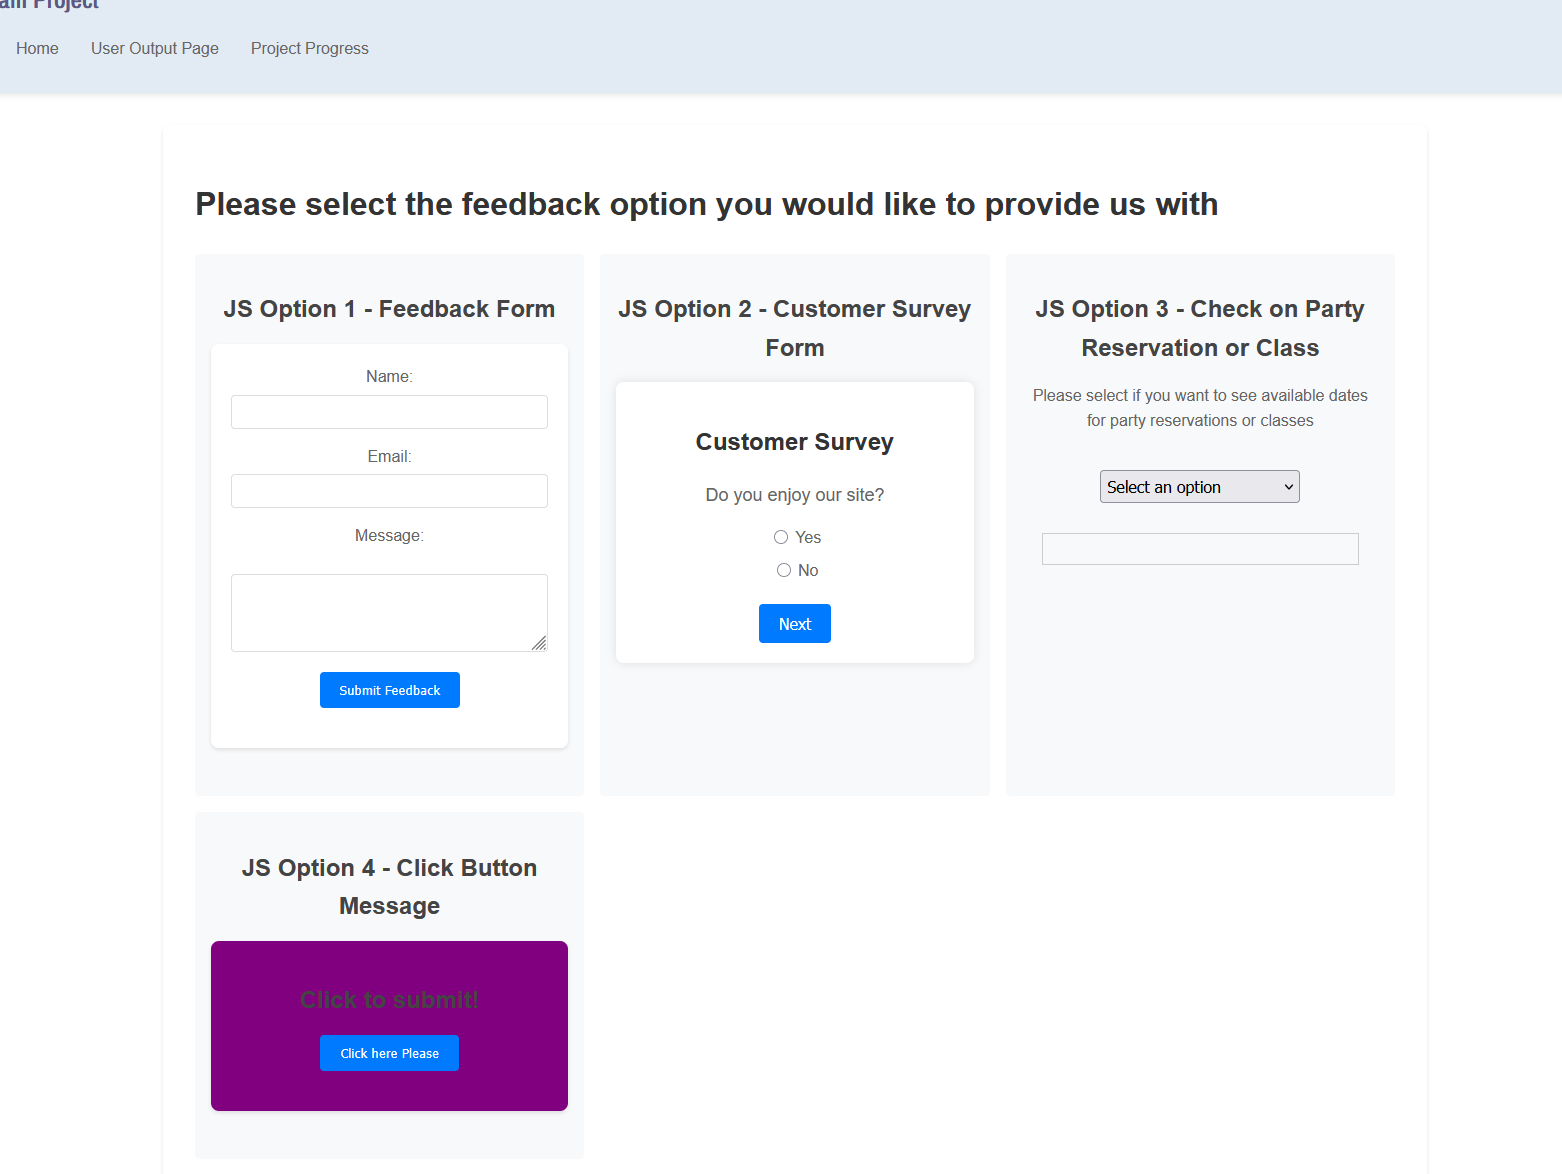 Project
Home
User Output Page
Project Progress
Please select the feedback option you would like to provide us with
JS Option 1 - Feedback Form
Name:
Email:
Message:
Submit Feedback
JS Option 2 - Customer Survey
Form
Customer Survey
Do you enjoy our site?
Yes
No
Next
JS Option 3 - Check on Party
Reservation or Class
Please select if you want to see available dates
for party reservations or classes
Select an option
JS Option 4 - Click Button
Message
Click to submit!
Click here Please